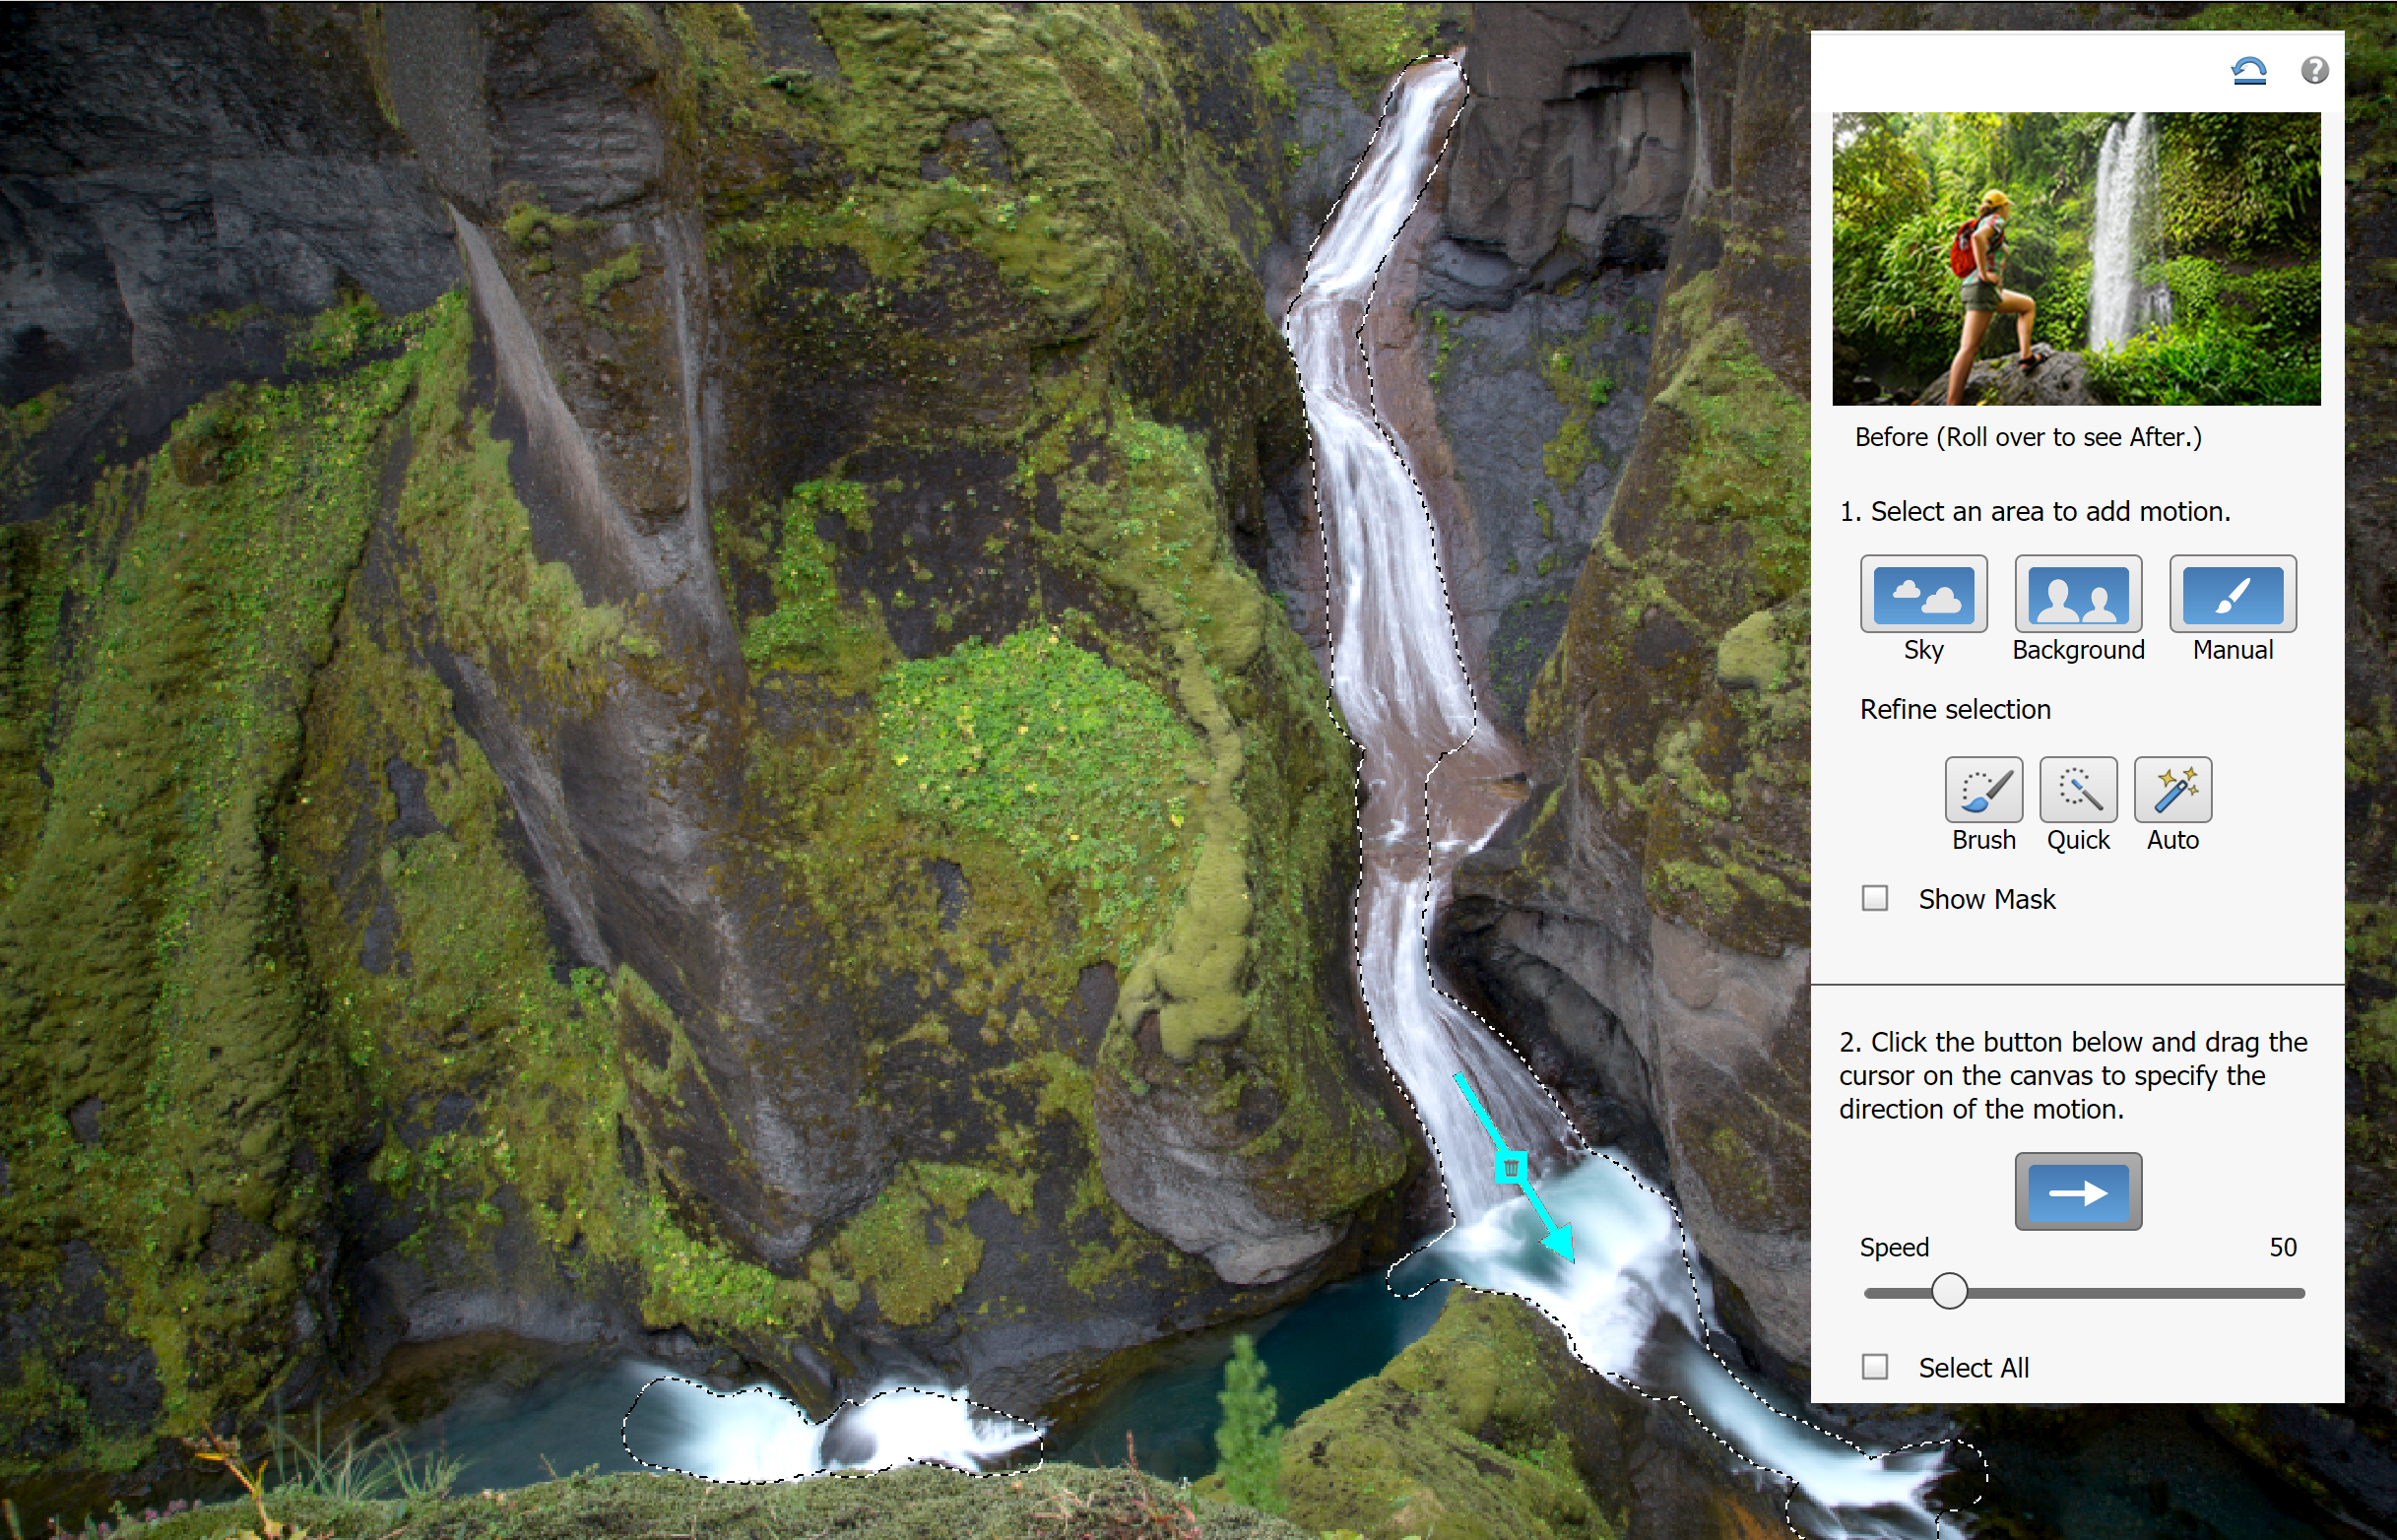 ?
Before (Roll over to see After.)
1. Select an area to add motion.
Sky Background Manual
Refine selection
Brush Quick Auto
Show Mask
2. Click the button below and drag the
cursor on the canvas to specify the
direction of the motion.
Speed 50
Select All